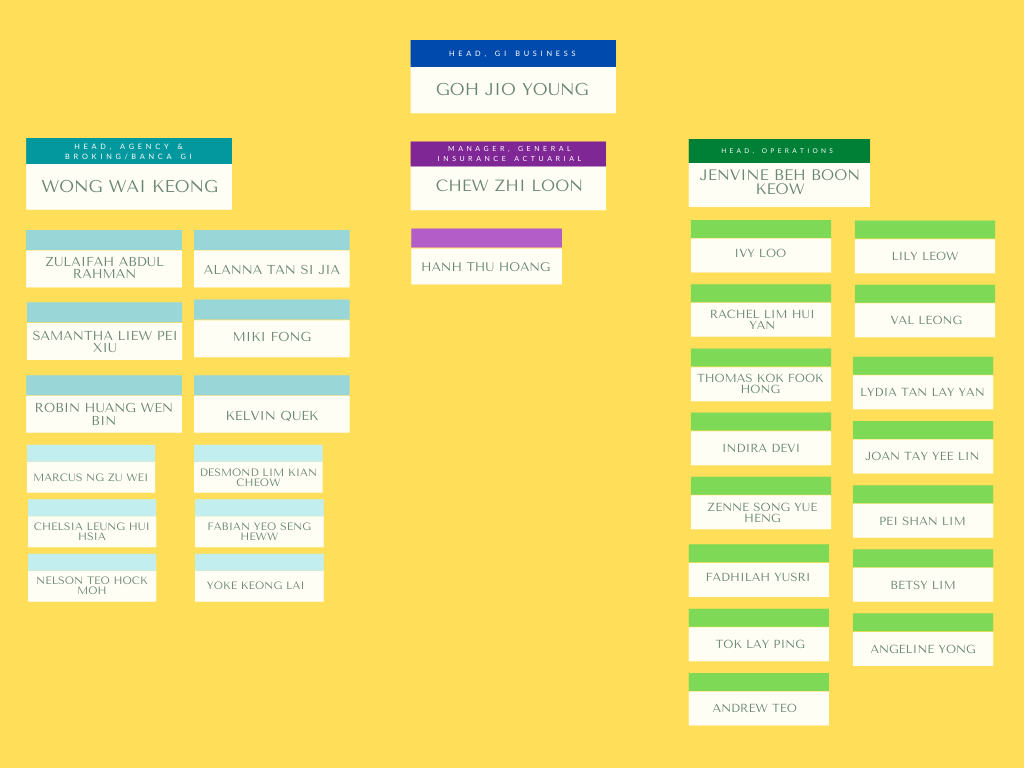 HEAD, GI BUSINESS
GOH JIO YOUNG
HEAD, AGENCY &
BROKING/BANCA GI
WONG WAI KEONG
ZULAIFAH ABDUL
RAHMAN
ALANNA TAN SI JIA
SAMANTHA LIEW PEI
XIU
MIKI FONG
ROBIN HUANG WEN
BIN
KELVIN QUEK
MARCUS NG ZU WEI
DESMOND LIM KIAN
CHEOW
CHELSIA LEUNG HUI
HSIA
FABIAN YEO SENG
HEWW
NELSON TEO HOCK
MOH
YOKE KEONG LAI
MANAGER, GENERAL
INSURANCE ACTUARIAL
CHEW ZHI LOON
HANH THU HOANG
HEAD, OPERATIONS
JENVINE BEH BOON
KEOW
IVY LOO
LILY LEOW
RACHEL LIM HUI
YAN
VAL LEONG
THOMAS KOK FOOK
HONG
LYDIA TAN LAY YAN
INDIRA DEVI
JOAN TAY YEE LIN
ZENNE SONG YUE
HENG
PEI SHAN LIM
FADHILAH YUSRI
BETSY LIM
TOK LAY PING
ANGELINE YONG
ANDREW TEO